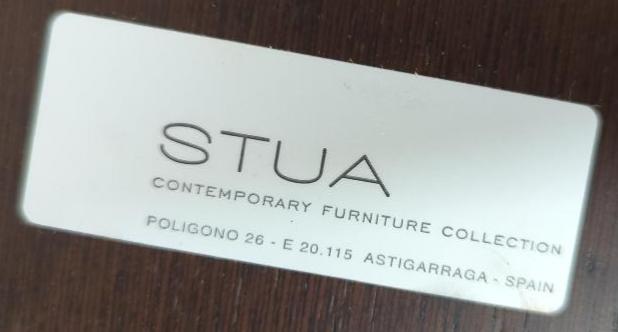 STUA
CONTEMPORARY FURNITURE COLLECTION
POLIGONO 26 - E 20.115 ASTIGARRAGA - SPAIN